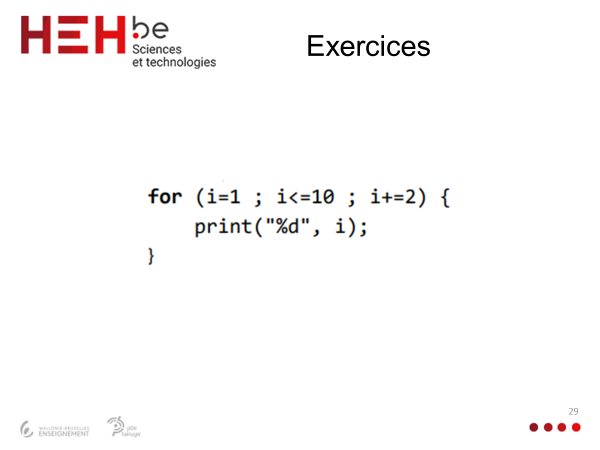 HEH.be
Sciences
et technologies
Exercices
for (i=1 ; i<=10 ; i+=2) {
print("%d", i);
}
29
WALLONIE-BRUXELLES
ENSEIGNEMENT
pôle
hainuyer